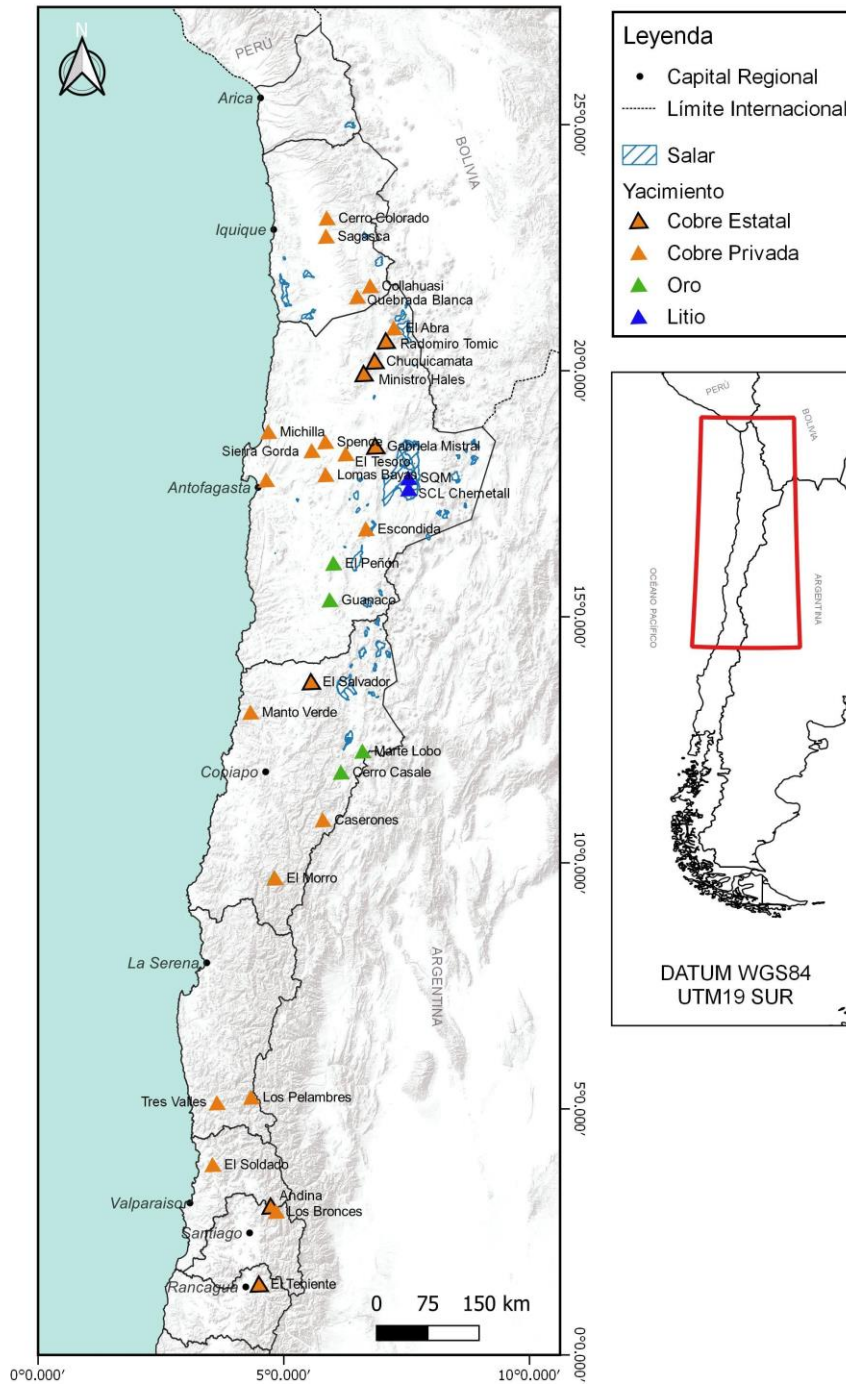 N
PERÚ
Arica
BOLIVIA
Cerro Colorado
Iquique
Sagasca
Collahuasi
Quebrada Blanca
El Abra
Radomiro Tomic
Chuquicamata
Ministro Hales
Michilla
Spence
Gabriela Mistral
Sierra Gorda
El Tesoro
Lomas Bayas
SQM
Antofagasta
SCL Chemetall
Escondida
El Peñón
Guanaco
El Salvador
Manto Verde
Marte Lobo
Copiapo
Cerro Casale
Caserones
El Morro
La Serena
ARGENTINA
Tres Valles
Los Pelambres
El Soldado
Valparaiso
Andina
Los Bronces
Santiago
Rancagua
El Teniente
0 75 150 km
0°0.000′ 5°0.000′ 10°0.000′
25°0.000′
20°0.000′
15°0.000′
10°0.000′
5°0.000′
0°0.000′
Leyenda
Capital Regional
Límite Internacional
Salar
Yacimiento
Cobre Estatal
Cobre Privada
Oro
Litio
PERÚ
BOLIVIA
OCÉANO PACÍFICO
ARGENTINA
DATUM WGS84
UTM19 SUR